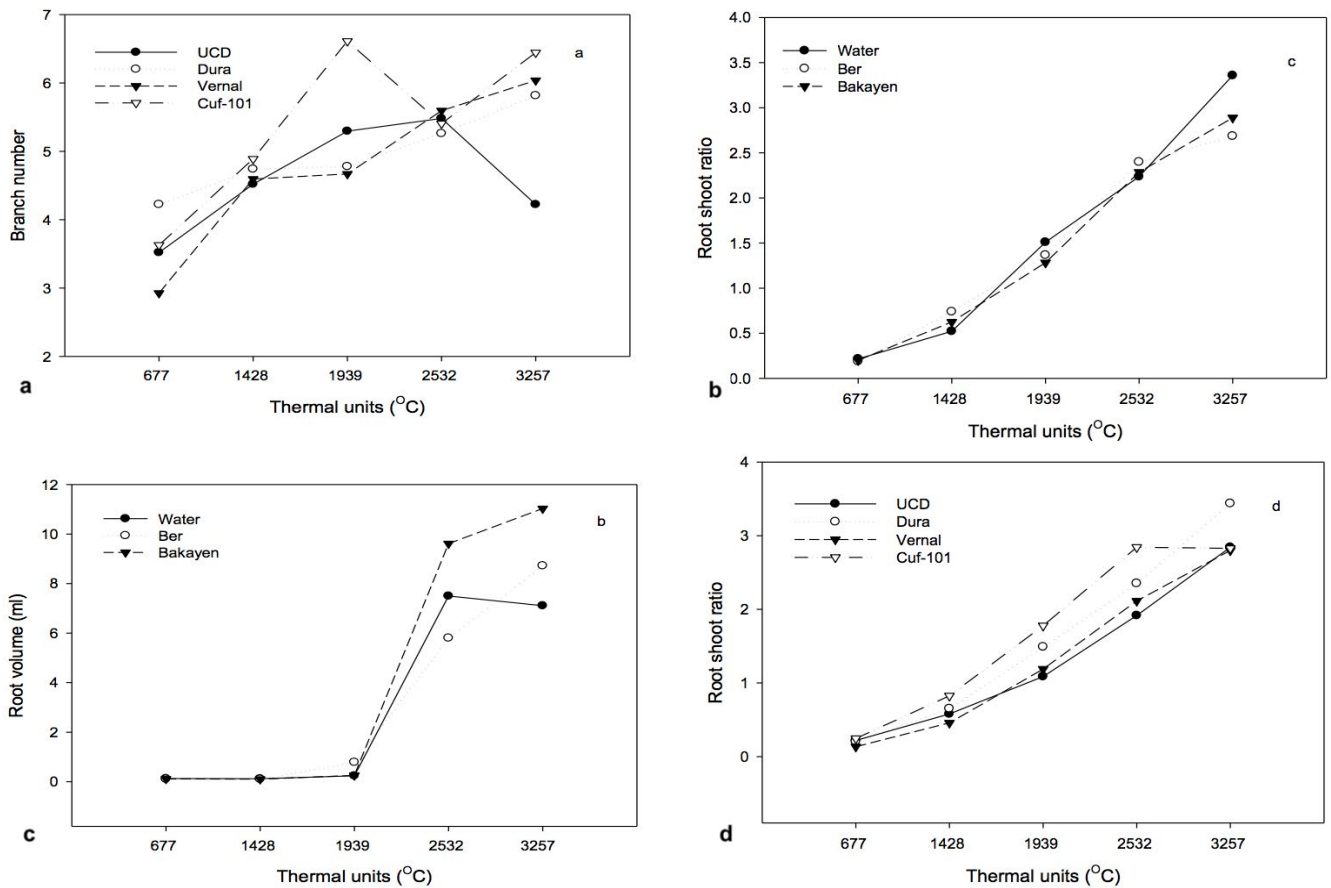 7
6
5
4
3
2
Branch number
UCD
Dura
Vernal
Cuf-101
a
677 1428 1939 2532 3257
Thermal units (°C)
a
4.0
3.5
3.0
2.5
2.0
1.5
1.0
0.5
0.0
Root shoot ratio
Water
Ber
Bakayen
c
677 1428 1939 2532 3257
Thermal units (°C)
b
12
10
8
6
4
2
0
Root volume (ml)
Water
Ber
Bakayen
b
677 1428 1939 2532 3257
Thermal units (°C)
c
4
3
2
1
0
Root shoot ratio
UCD
Dura
Vernal
Cuf-101
d
677 1428 1939 2532 3257
Thermal units (°C)
d